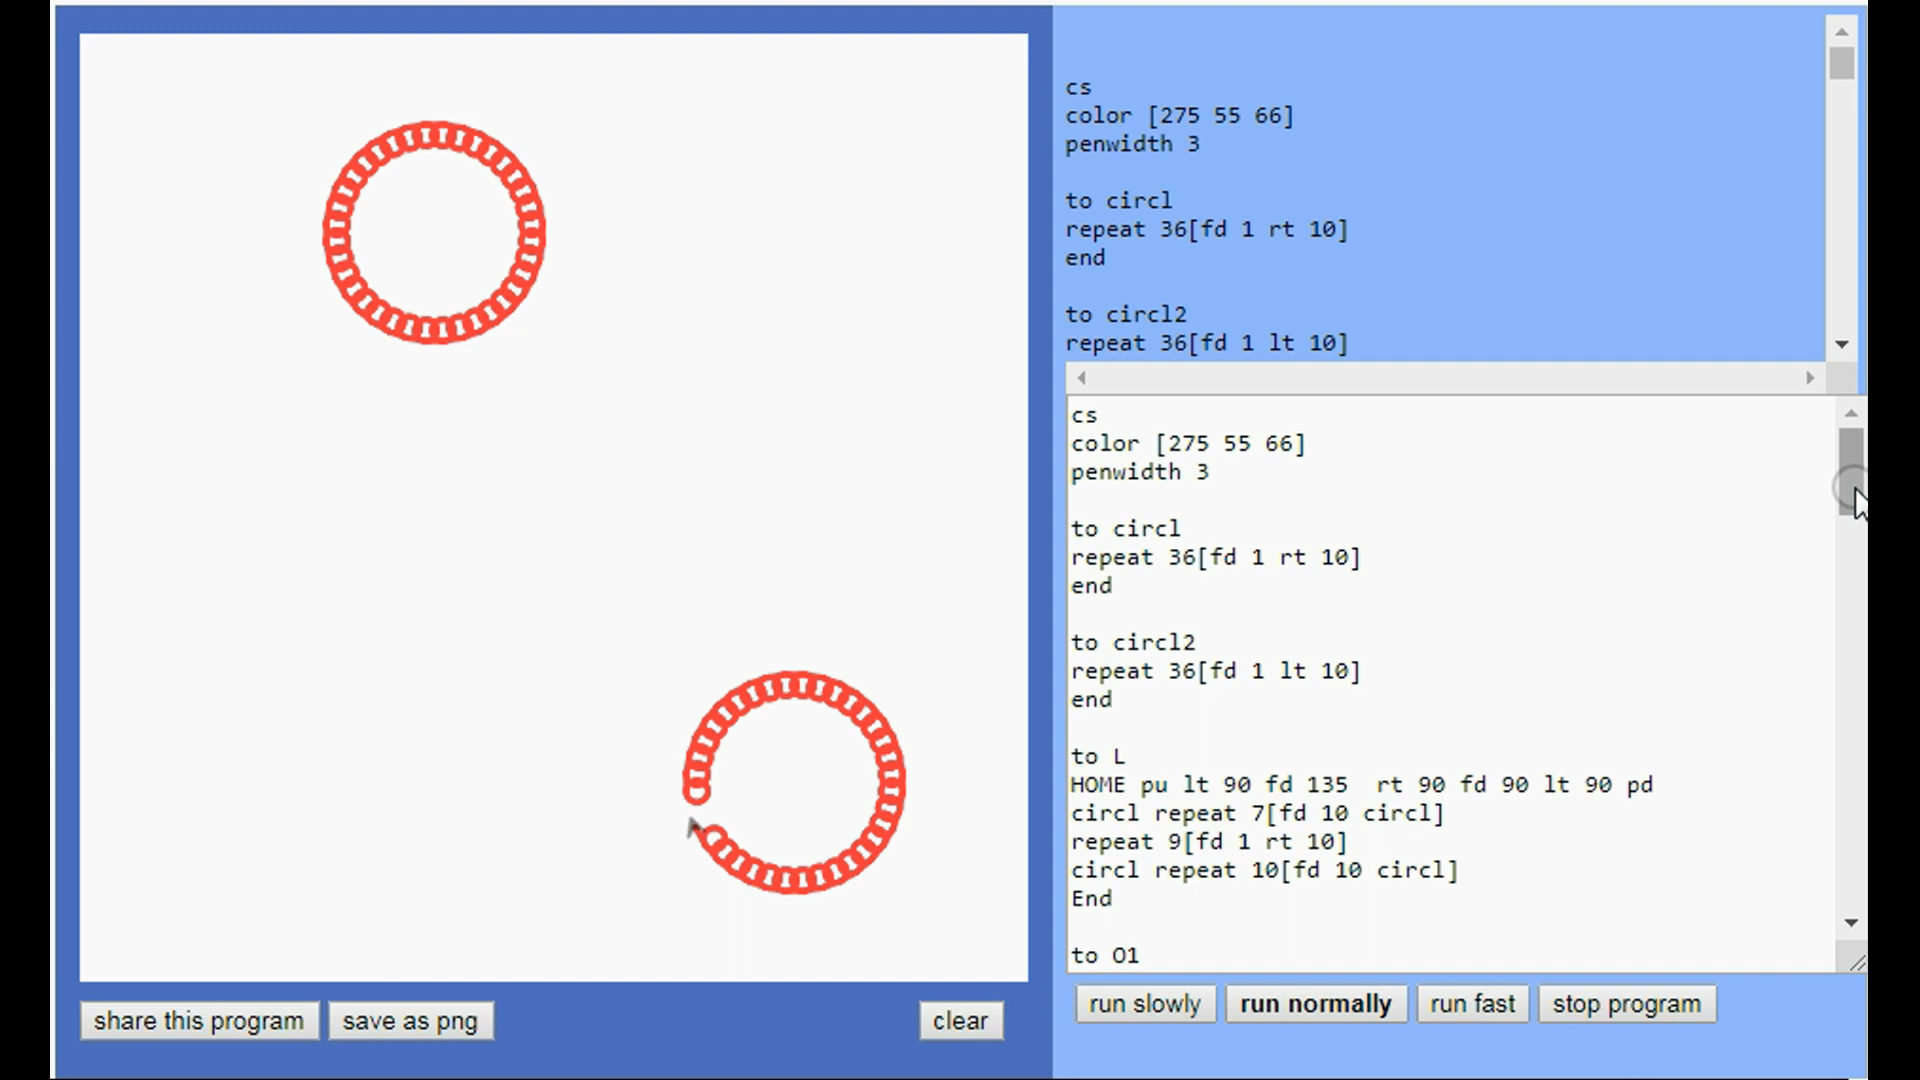 cs
color [275 55 66]
penwidth 3
to circl
repeat 36[fd 1 rt 10]
end
to circl2
repeat 36[fd 1 lt 10]
cs
color [275 55 66]
penwidth 3
to circl
repeat 36[fd 1 rt 10]
end
to circl2
repeat 36[fd 1 lt 10]
end
to L
HOME pu lt 90 fd 135  rt 90 fd 90 lt 90 pd
circl repeat 7[fd 10 circl]
repeat 9[fd 1 rt 10]
circl repeat 10[fd 10 circl]
End
to O1
run slowly run normally run fast stop program
share this program save as png clear